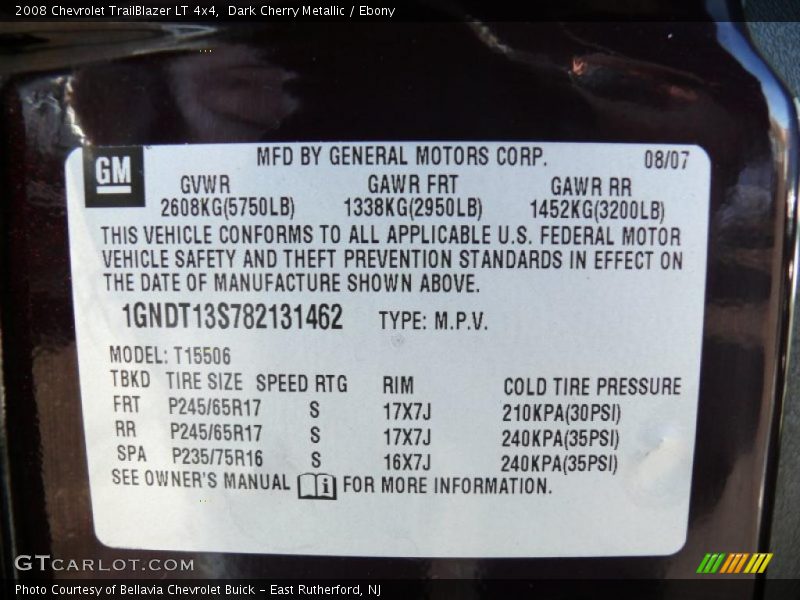 2008 Chevrolet TrailBlazer LT 4x4, Dark Cherry Metallic / Ebony
GM
MFD BY GENERAL MOTORS CORP. 08/07
GVWR GAWR FRT GAWR RR
2608KG(5750LB) 1338KG(2950LB) 1452KG(3200LB)
THIS VEHICLE CONFORMS TO ALL APPLICABLE U.S. FEDERAL MOTOR
VEHICLE SAFETY AND THEFT PREVENTION STANDARDS IN EFFECT ON
THE DATE OF MANUFACTURE SHOWN ABOVE.
1GNDT13S782131462 TYPE: M.P.V.
MODEL: T15506
TBKD TIRE SIZE SPEED RTG RIM COLD TIRE PRESSURE
FRT P245/65R17 S 17X7J 210KPA(30PSI)
RR P245/65R17 S 17X7J 240KPA(35PSI)
SPA P235/75R16 S 16X7J 240KPA(35PSI)
SEE OWNER'S MANUAL i FOR MORE INFORMATION.
GTCARLOT.COM
Photo Courtesy of Bellavia Chevrolet Buick - East Rutherford, NJ